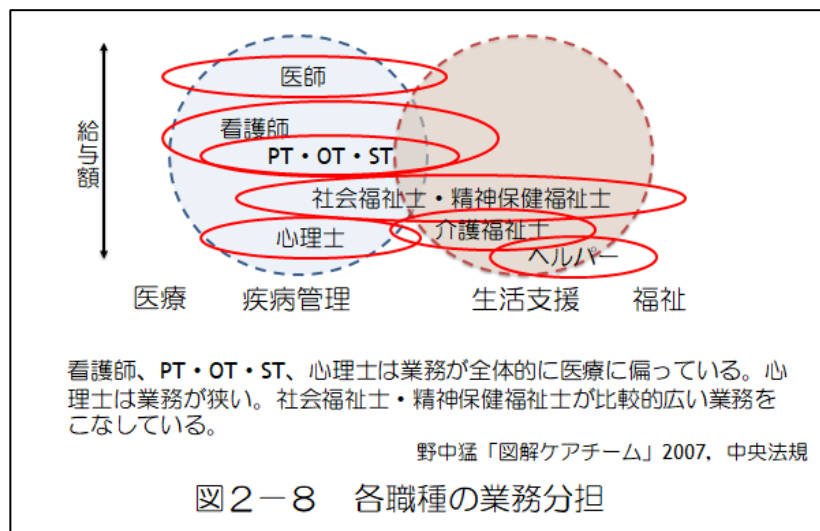 医師
看護師
PT・OT・ST
給与額
社会福祉士・精神保健福祉士
介護福祉士
心理士
ヘルパー
医療 疾病管理 生活支援 福祉
看護師、PT・OT・ST、心理士は業務が全体的に医療に偏っている。心
理士は業務が狭い。社会福祉士・精神保健福祉士が比較的広い業務を
こなしている。
野中猛「図解ケアチーム」2007，中央法規
図２－８ 各職種の業務分担